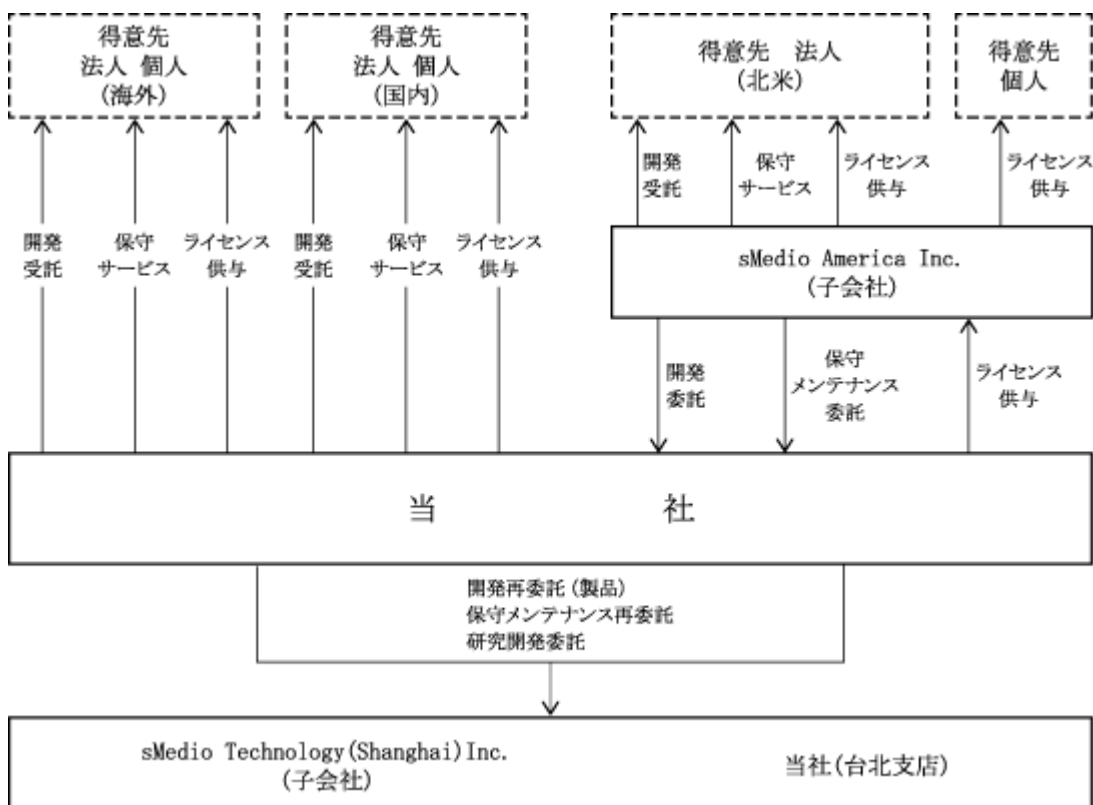 得意先
法人 個人
(海外)
得意先
法人 個人
(国内)
得意先 法人
(北米)
得意先
個人
開発
受託
保守
サービス
ライセンス
供与
ライセンス
供与
開発
受託
保守
サービス
ライセンス
供与
開発
受託
保守
サービス
ライセンス
供与
sMedio America Inc.
(子会社)
開発
委託
保守
メンテナンス
委託
ライセンス
供与
当 社
開発再委託(製品)
保守メンテナンス再委託
研究開発委託
sMedio Technology(Shanghai)Inc.
(子会社)
当社(台北支店)